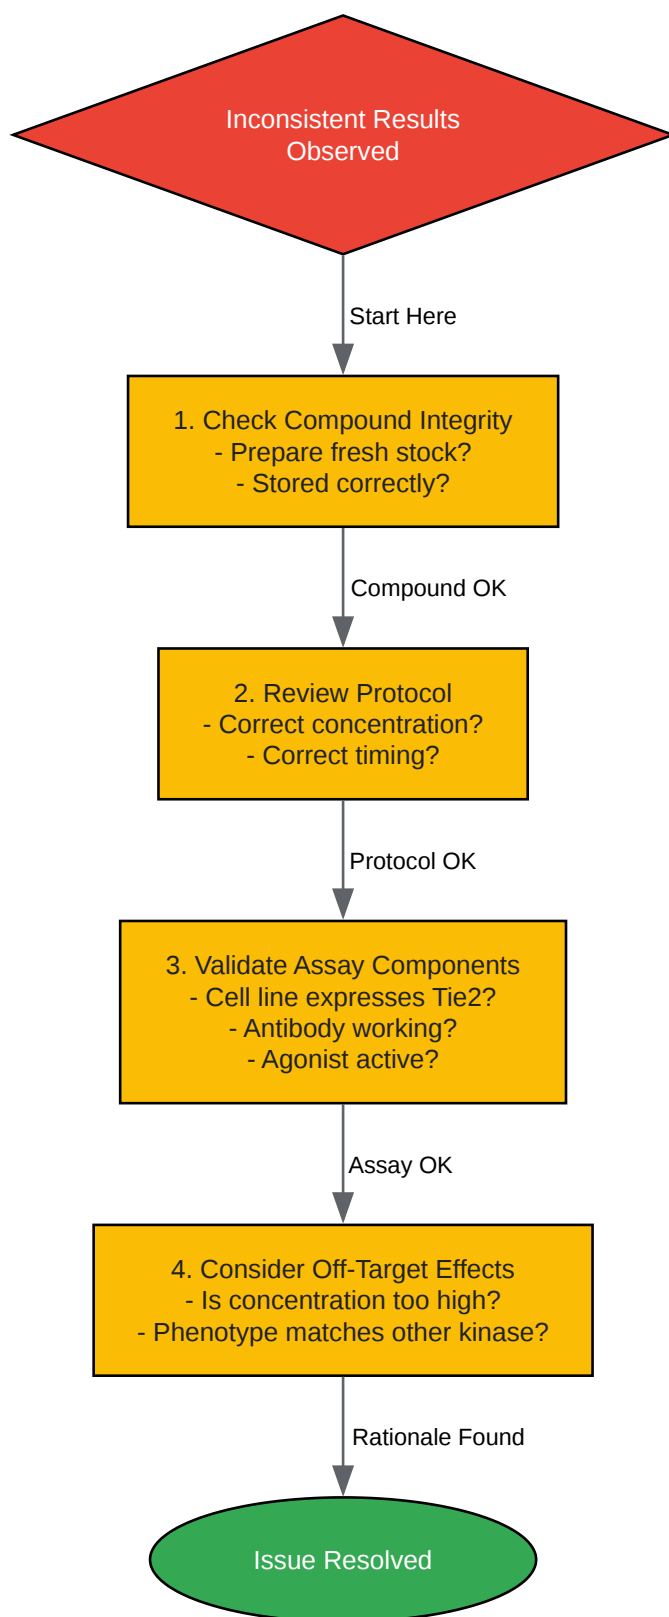 Inconsistent Results
Observed
Start Here
1. Check Compound Integrity
- Prepare fresh stock?
- Stored correctly?
Compound OK
2. Review Protocol
- Correct concentration?
- Correct timing?
Protocol OK
3. Validate Assay Components
- Cell line expresses Tie2?
- Antibody working?
- Agonist active?
Assay OK
4. Consider Off-Target Effects
- Is concentration too high?
- Phenotype matches other kinase?
Rationale Found
Issue Resolved